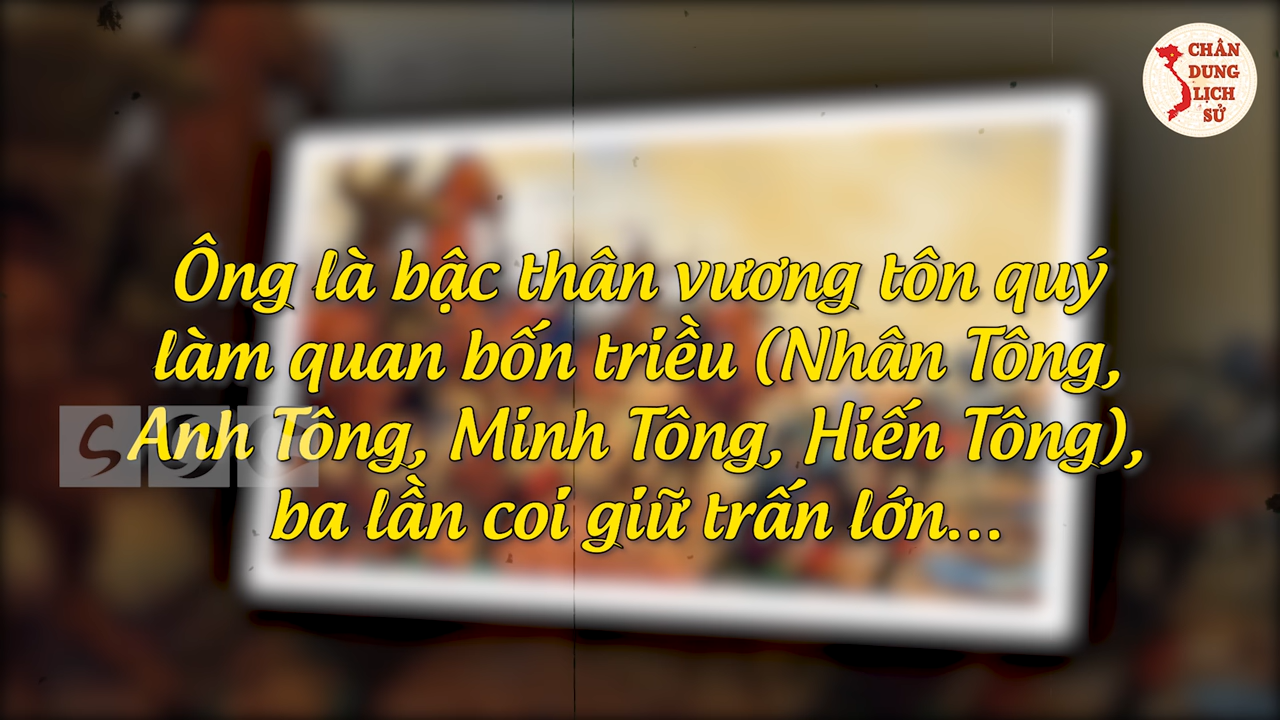 CHÂN
DUNG
LỊCH
SỬ
Ông là bậc thân vương tôn quý
làm quan bốn triều (Nhân Tông,
Anh Tông, Minh Tông, Hiến Tông),
ba lần coi giữ trấn lớn...